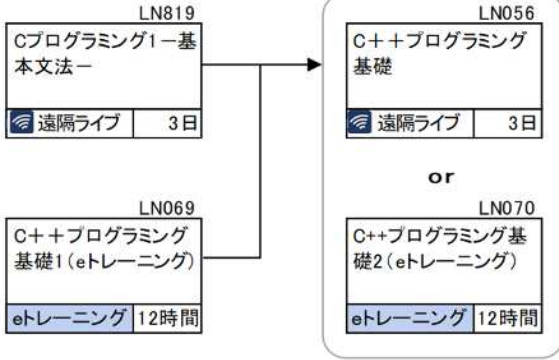 LN819
Cプログラミング1－基
本文法－
遠隔ライブ 3日
LN069
C＋＋プログラミング
基礎1（eトレーニング）
eトレーニング 12時間
LN056
C＋＋プログラミング
基礎
遠隔ライブ 3日
or
LN070
C++プログラミング基
礎2（eトレーニング）
eトレーニング 12時間